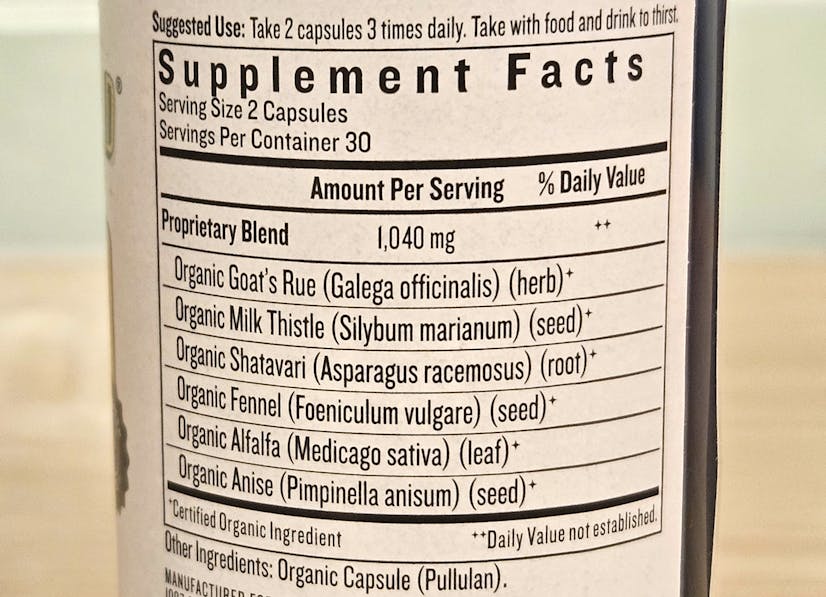 Suggested Use: Take 2 capsules 3 times daily. Take with food and drink to thirst.
Supplement Facts
Serving Size 2 Capsules
Servings Per Container 30
Amount Per Serving % Daily Value
Proprietary Blend 1,040 mg ++
Organic Goat's Rue (Galega officinalis) (herb)+
Organic Milk Thistle (Silybum marianum) (seed)+
Organic Shatavari (Asparagus racemosus) (root)+
Organic Fennel (Foeniculum vulgare) (seed)+
Organic Alfalfa (Medicago sativa) (leaf)+
Organic Anise (Pimpinella anisum) (seed)+
+Certified Organic Ingredient ++Daily Value not established.
Other Ingredients: Organic Capsule (Pullulan).
MANUFACTURED
®